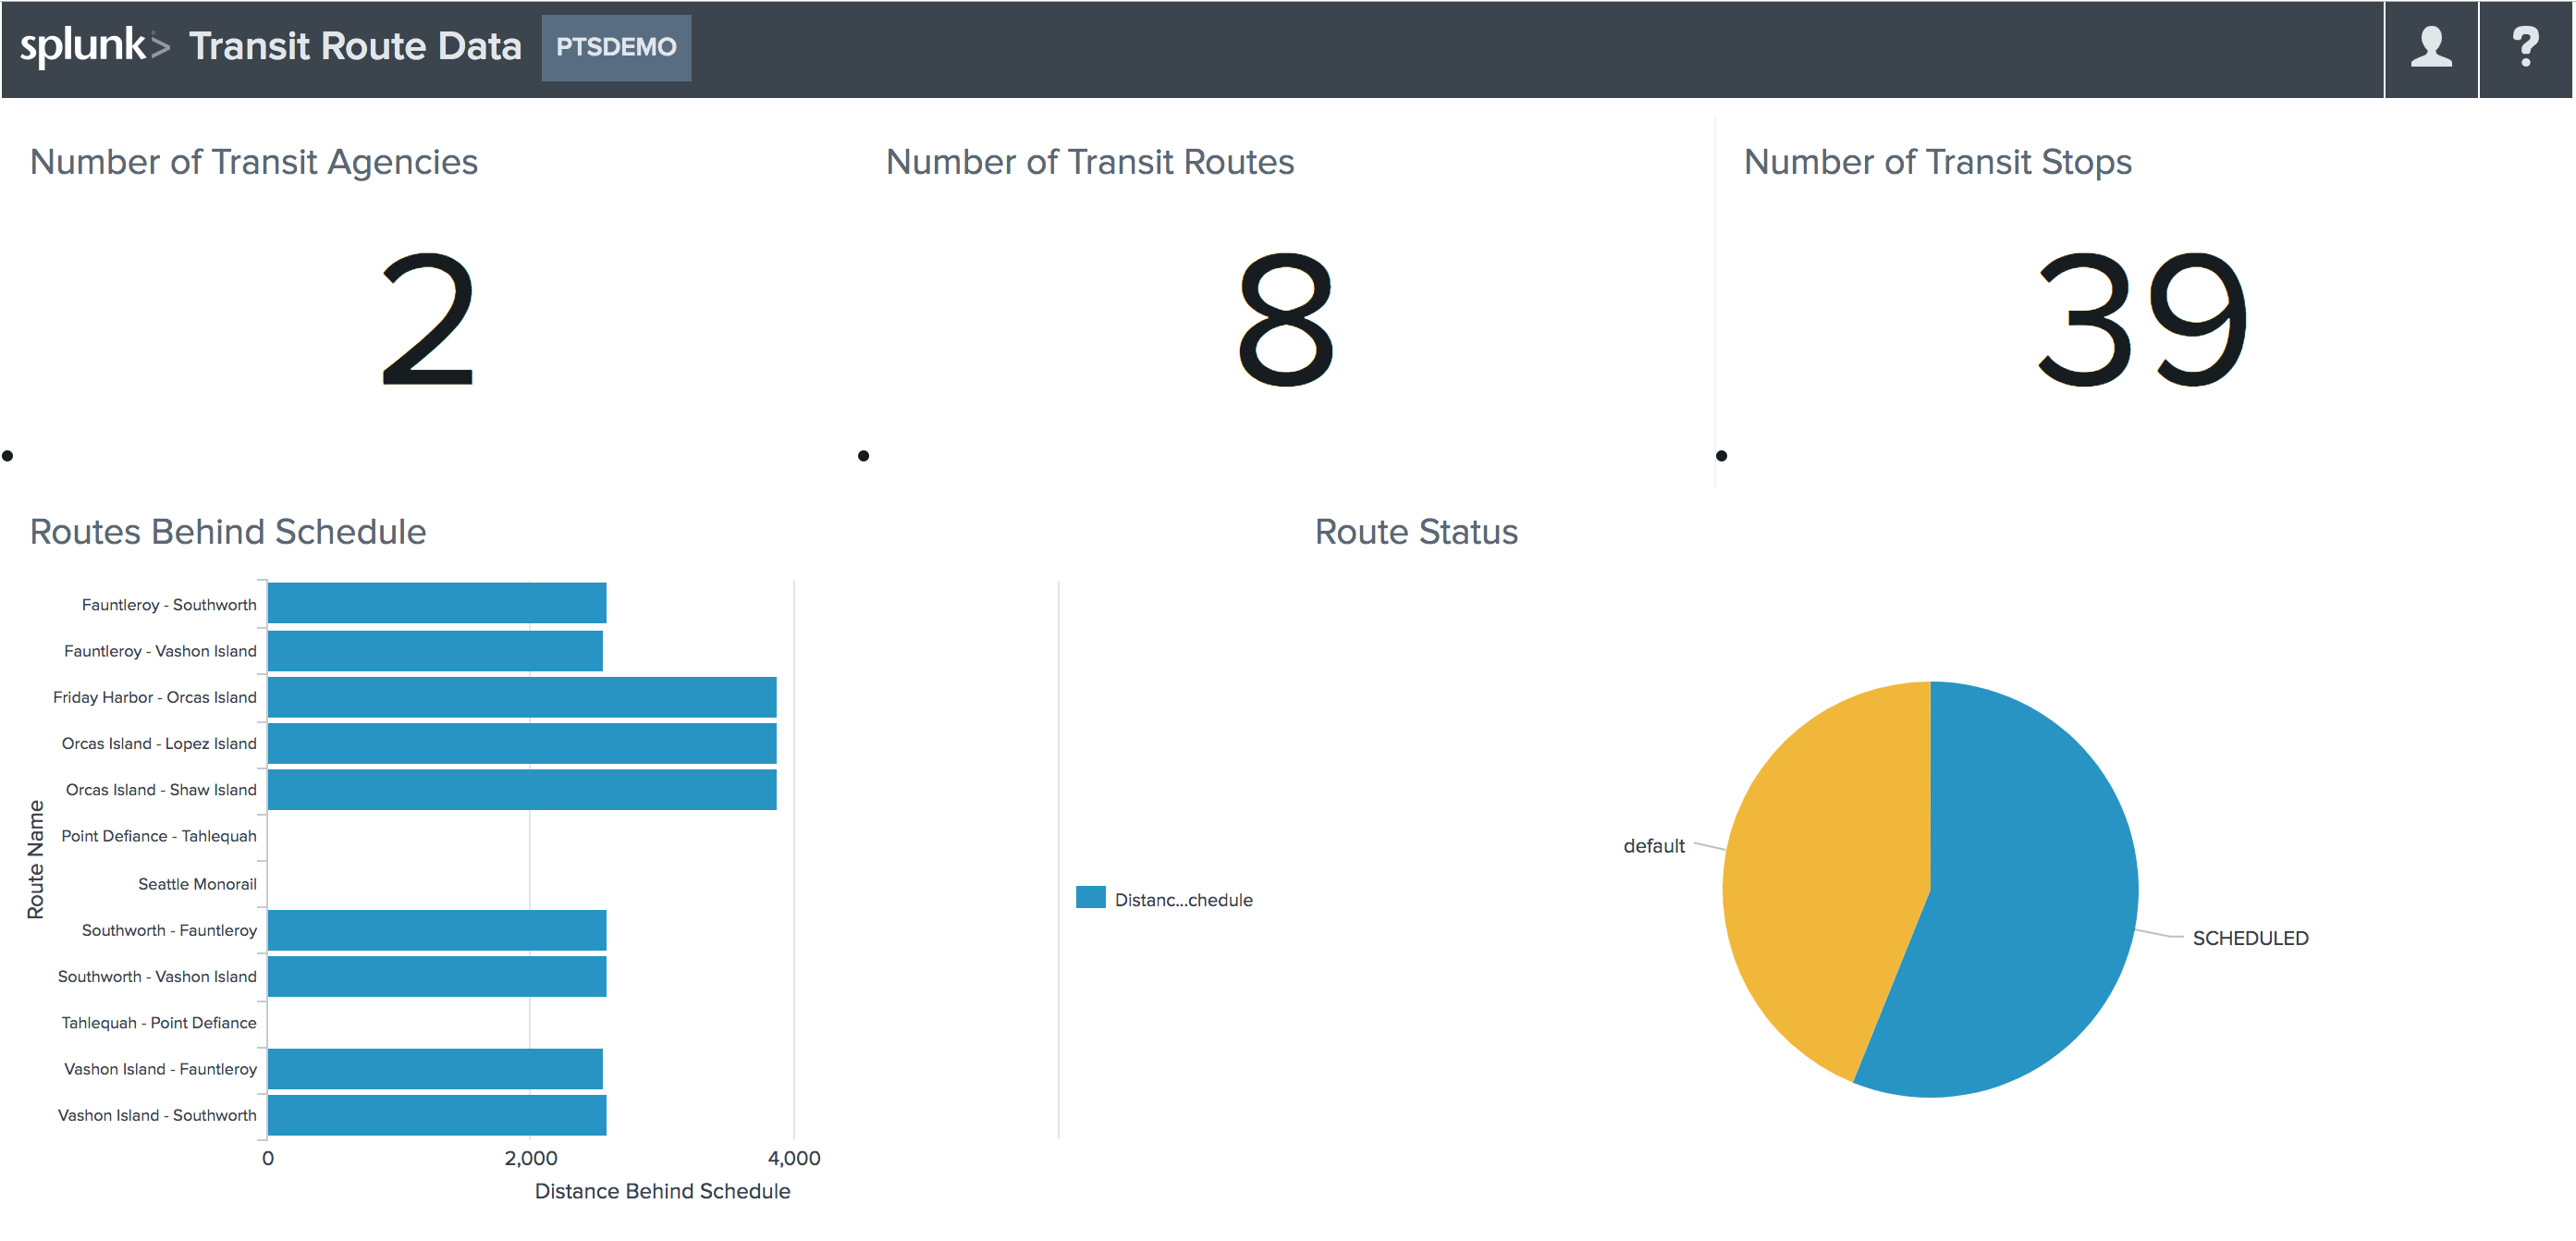 splunk> Transit Route Data PTSDEMO ?
Number of Transit Agencies
2
Number of Transit Routes
8
Number of Transit Stops
39
Routes Behind Schedule
Route Name
Fauntleroy - Southworth
Fauntleroy - Vashon Island
Friday Harbor - Orcas Island
Orcas Island - Lopez Island
Orcas Island - Shaw Island
Point Defiance - Tahlequah
Seattle Monorail
Southworth - Fauntleroy
Southworth - Vashon Island
Tahlequah - Point Defiance
Vashon Island - Fauntleroy
Vashon Island - Southworth
0 2,000 4,000
Distance Behind Schedule
Distanc...chedule
Route Status
default
SCHEDULED